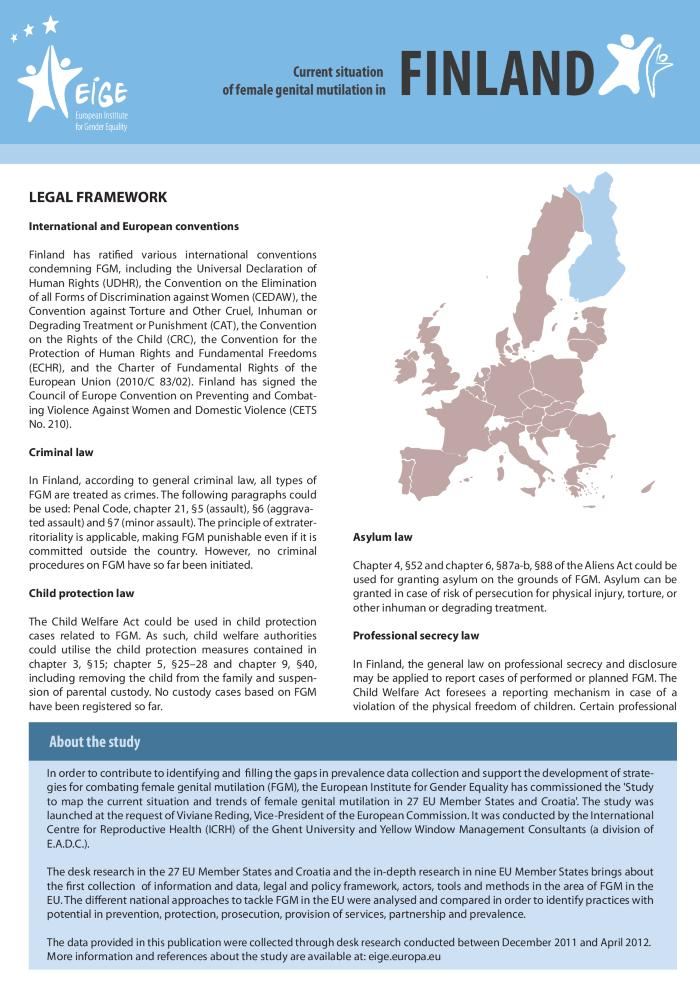 EIGE
European Institute
for Gender Equality
Current situation
of female genital mutilation in
FINLAND
LEGAL FRAMEWORK
International and European conventions
Finland has ratified various international conventions
condemning FGM, including the Universal Declaration of
Human Rights (UDHR), the Convention on the Elimination
of all Forms of Discrimination against Women (CEDAW), the
Convention against Torture and Other Cruel, Inhuman or
Degrading Treatment or Punishment (CAT), the Convention
on the Rights of the Child (CRC), the Convention for the
Protection of Human Rights and Fundamental Freedoms
(ECHR), and the Charter of Fundamental Rights of the
European Union (2010/C 83/02). Finland has signed the
Council of Europe Convention on Preventing and Combat-
ing Violence Against Women and Domestic Violence (CETS
No. 210).
Criminal law
In Finland, according to general criminal law, all types of
FGM are treated as crimes. The following paragraphs could
be used: Penal Code, chapter 21, §5 (assault), §6 (aggrava-
ted assault) and §7 (minor assault). The principle of extrater-
ritoriality is applicable, making FGM punishable even if it is
committed outside the country. However, no criminal
procedures on FGM have so far been initiated.
Child protection law
The Child Welfare Act could be used in child protection
cases related to FGM. As such, child welfare authorities
could utilise the child protection measures contained in
chapter 3, §15; chapter 5, §25–28 and chapter 9, §40,
including removing the child from the family and suspen-
sion of parental custody. No custody cases based on FGM
have been registered so far.
Asylum law
Chapter 4, §52 and chapter 6, §87a-b, §88 of the Aliens Act could be
used for granting asylum on the grounds of FGM. Asylum can be
granted in case of risk of persecution for physical injury, torture, or
other inhuman or degrading treatment.
Professional secrecy law
In Finland, the general law on professional secrecy and disclosure
may be applied to report cases of performed or planned FGM. The
Child Welfare Act foresees a reporting mechanism in case of a
violation of the physical freedom of children. Certain professional
About the study
In order to contribute to identifying and filling the gaps in prevalence data collection and support the development of strate-
gies for combating female genital mutilation (FGM), the European Institute for Gender Equality has commissioned the 'Study
to map the current situation and trends of female genital mutilation in 27 EU Member States and Croatia'. The study was
launched at the request of Viviane Reding, Vice-President of the European Commission. It was conducted by the International
Centre for Reproductive Health (ICRH) of the Ghent University and Yellow Window Management Consultants (a division of
E.A.D.C.).
The desk research in the 27 EU Member States and Croatia and the in-depth research in nine EU Member States brings about
the first collection of information and data, legal and policy framework, actors, tools and methods in the area of FGM in the
EU. The different national approaches to tackle FGM in the EU were analysed and compared in order to identify practices with
potential in prevention, protection, prosecution, provision of services, partnership and prevalence.
The data provided in this publication were collected through desk research conducted between December 2011 and April 2012.
More information and references about the study are available at: eige.europa.eu